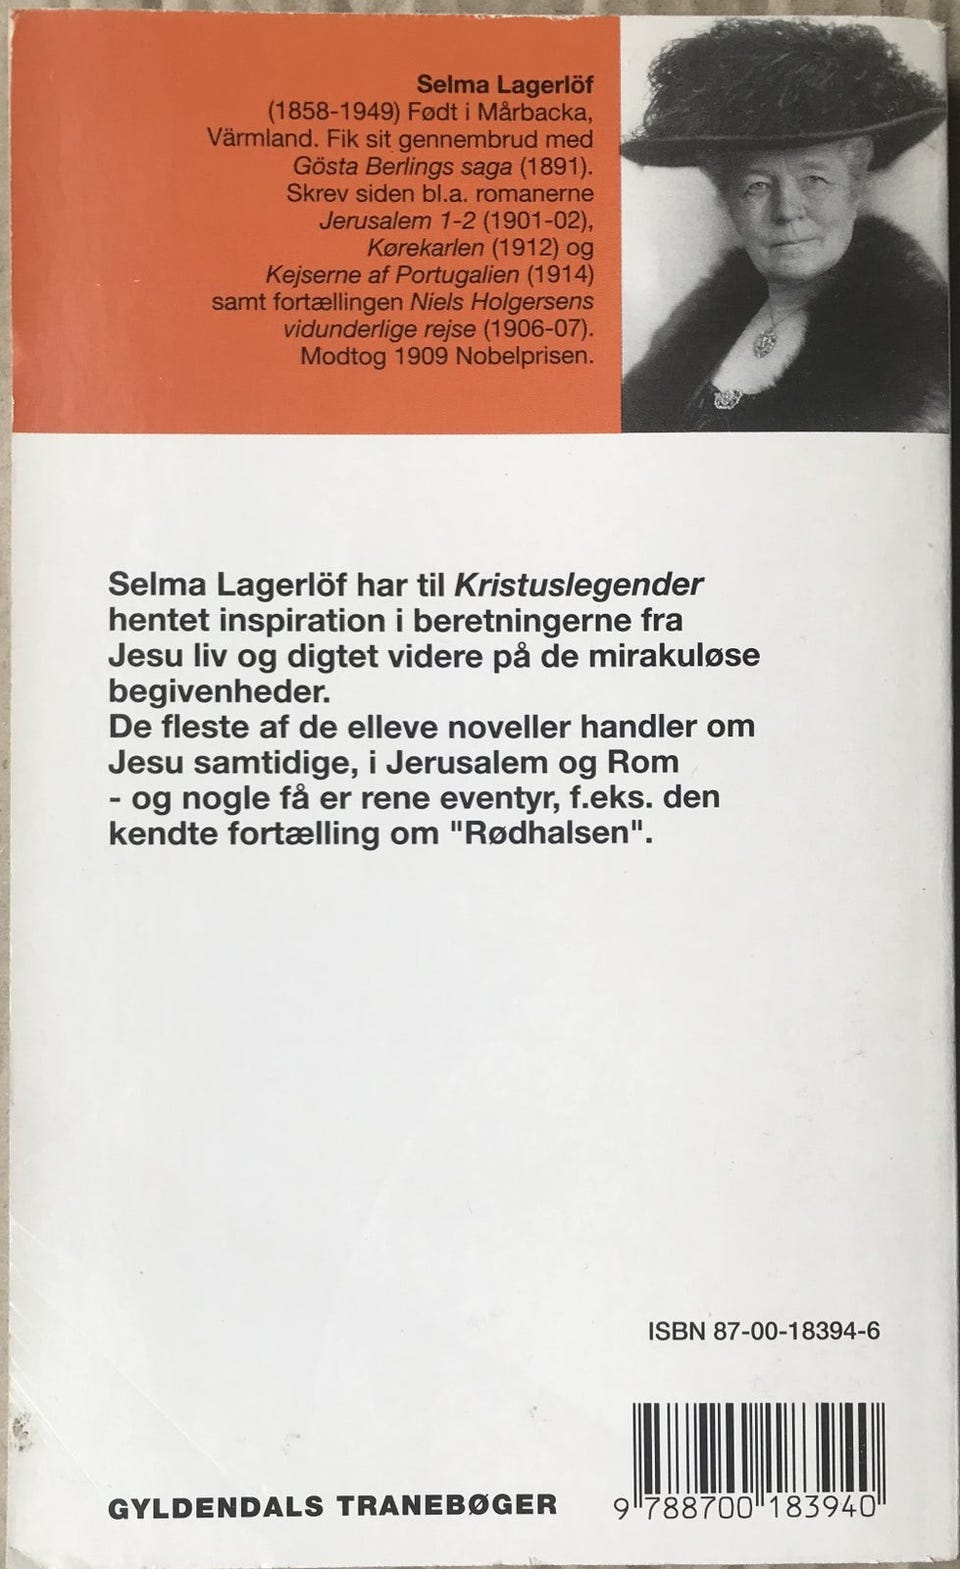 Selma Lagerlöf
(1858-1949) Født i Mårbacka,
Värmland. Fik sit gennembrud med
Gösta Berlings saga (1891).
Skrev siden bl.a. romanerne
Jerusalem 1-2 (1901-02),
Kørekarlen (1912) og
Kejserne af Portugalien (1914)
samt fortællingen Niels Holgersens
vidunderlige rejse (1906-07).
Modtog 1909 Nobelprisen.
Selma Lagerlöf har til Kristuslegender
hentet inspiration i beretningerne fra
Jesu liv og digtet videre på de mirakuløse
begivenheder.
De fleste af de elleve noveller handler om
Jesu samtidige, i Jerusalem og Rom
- og nogle få er rene eventyr, f.eks. den
kendte fortælling om "Rødhalsen".
ISBN 87-00-18394-6
GYLDENDALS TRANEBØGER
9 788700 183940